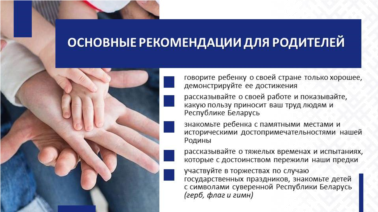 ОСНОВНЫЕ РЕКОМЕНДАЦИИ ДЛЯ РОДИТЕЛЕЙ
говорите ребенку о своей стране только хорошее,
демонстрируйте ее достижения
рассказывайте о своей работе и показывайте,
какую пользу приносит ваш труд людям и
Республике Беларусь
знакомьте ребенка с памятными местами и
историческими достопримечательностями нашей
Родины
рассказывайте о тяжелых временах и испытаниях,
которые с достоинством пережили наши предки
участвуйте в торжествах по случаю
государственных праздников, знакомьте детей
с символами суверенной Республики Беларусь
(герб, флаг и гимн)